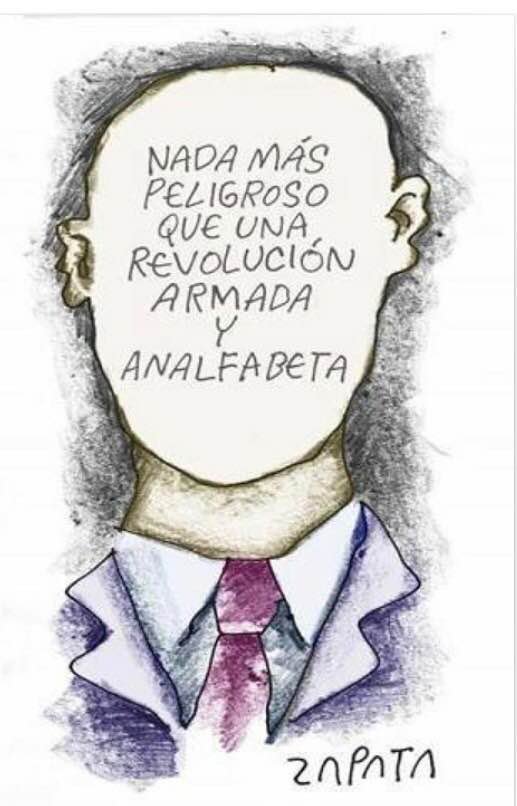 NADA MÁS
PELIGROSO
QUE UNA
REVOLUCIÓN
ARMADA
Y
ANALFABETA
ZAPATA